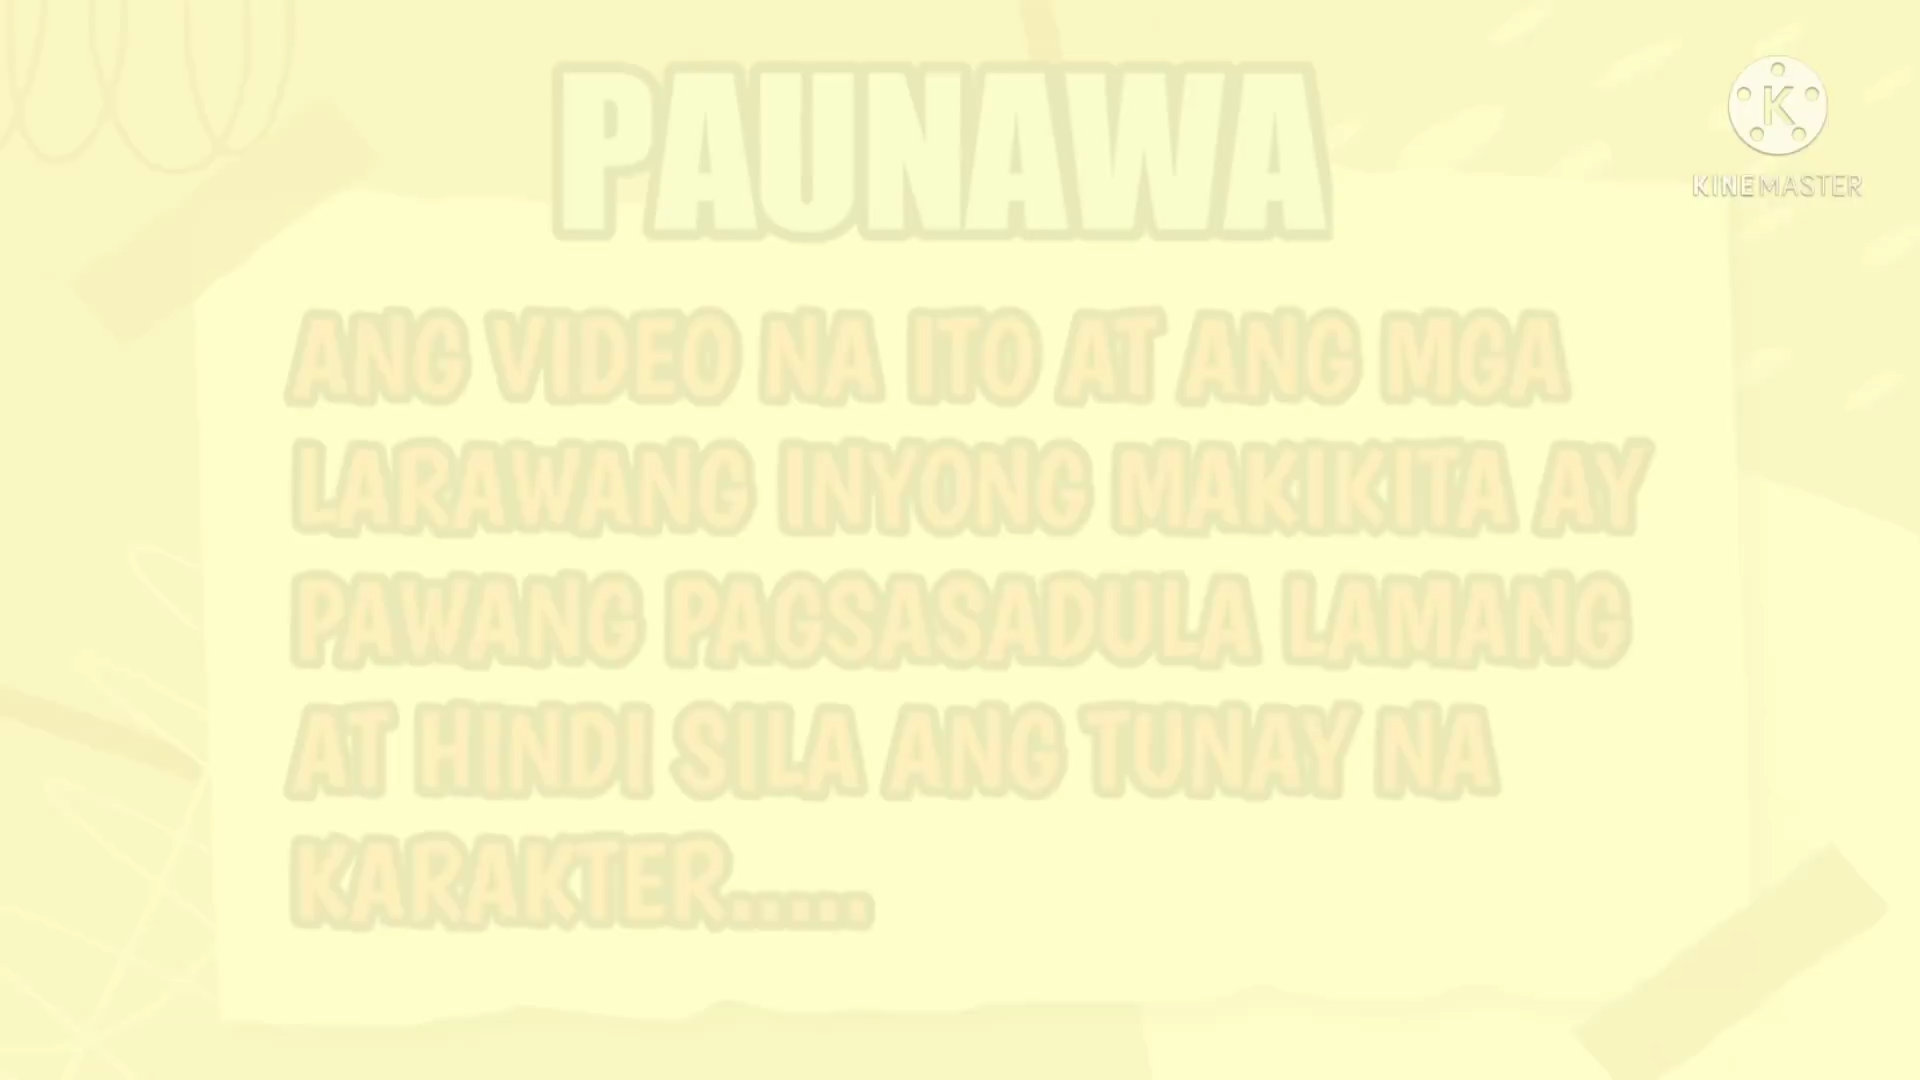 PAUNAWA
K
KINEMASTER
ANG VIDEO NA ITO AT ANG MGA
LARAWANG INYONG MAKIKITA AY
PAWANG PAGSASADULA LAMANG
AT HINDI SILA ANG TUNAY NA
KARAKTER.....